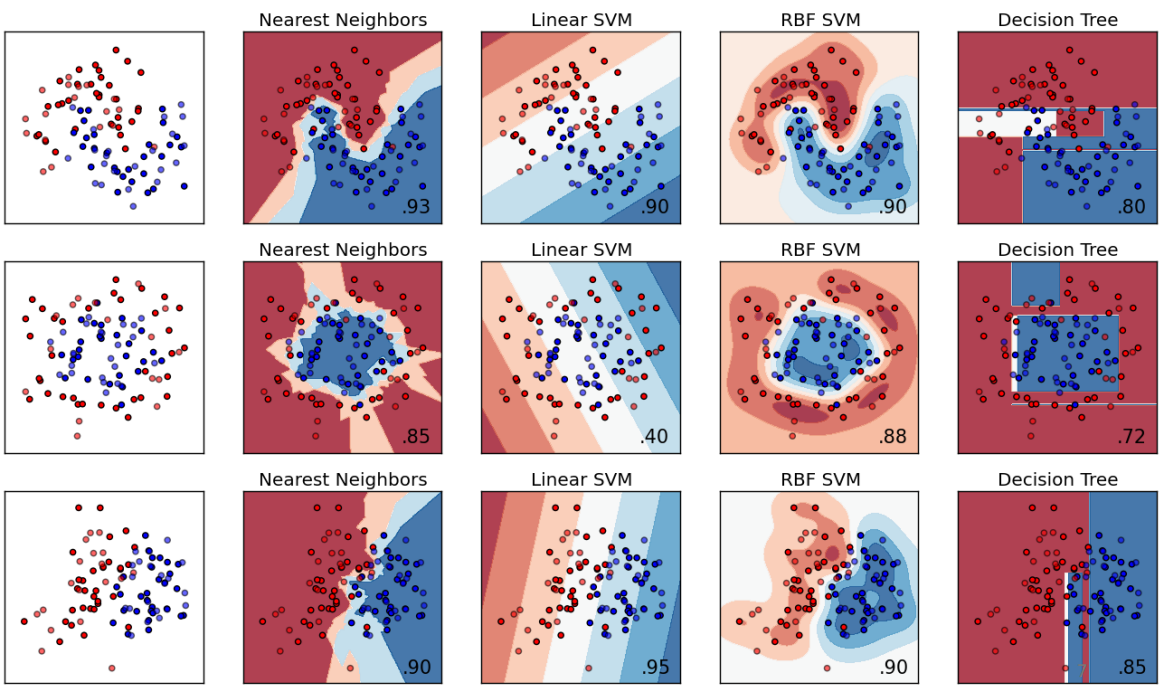 Nearest Neighbors
Linear SVM
RBF SVM
Decision Tree
.93
.90
.90
.80
Nearest Neighbors
Linear SVM
RBF SVM
Decision Tree
.85
.40
.88
.72
Nearest Neighbors
Linear SVM
RBF SVM
Decision Tree
.90
.95
.90
.85